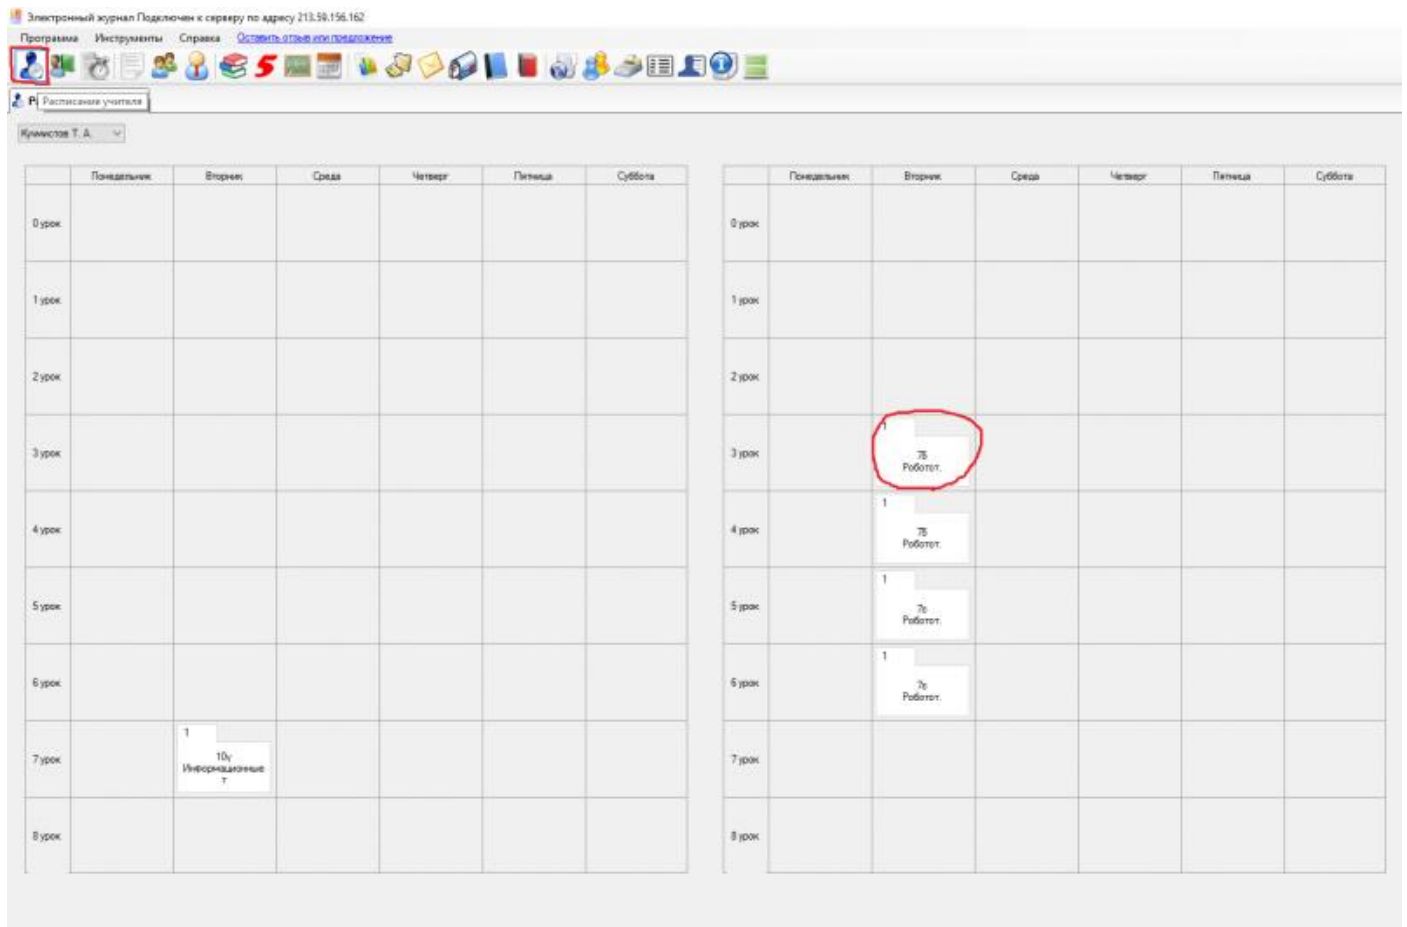 Электронный журнал Подключен к серверу по адресу 213.59.156.162
Программа Инструменты Справка Оставить отзыв или предложение
Расписание учителя
Т. А.
Понедельник Вторник Среда Четверг Пятница Суббота
0 урок
1 урок
2 урок
3 урок
4 урок
5 урок
6 урок
7 урок
1
10у
Информационные
т
8 урок
Понедельник Вторник Среда Четверг Пятница Суббота
0 урок
1 урок
2 урок
3 урок
1
7Б
Роботот.
4 урок
1
7Б
Роботот.
5 урок
1
7в
Роботот.
6 урок
1
7в
Роботот.
7 урок
8 урок